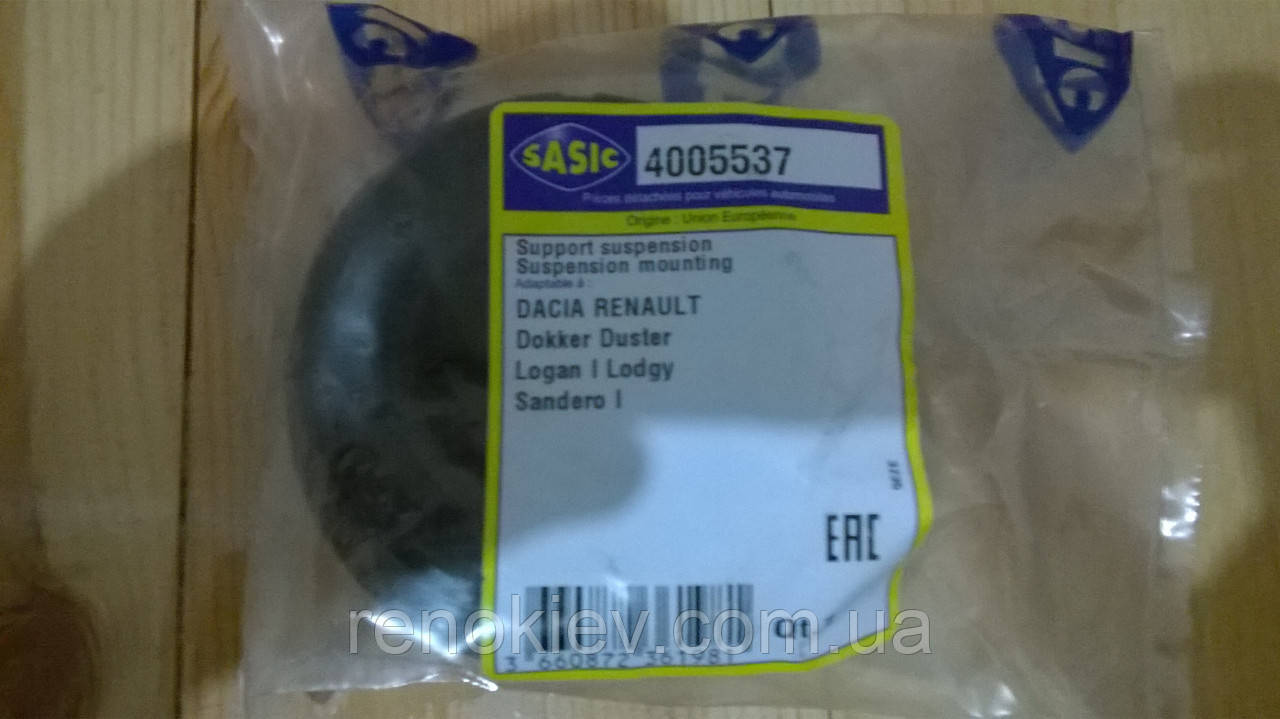 SASIC
4005537
Pièces détachées pour véhicules automobiles
Origine : Union Européenne
Support suspension
Suspension mounting
Adaptable à :
DACIA RENAULT
Dokker Duster
Logan I Lodgy
Sandero I
EAC
3 660872 361981
renokiev.com.ua